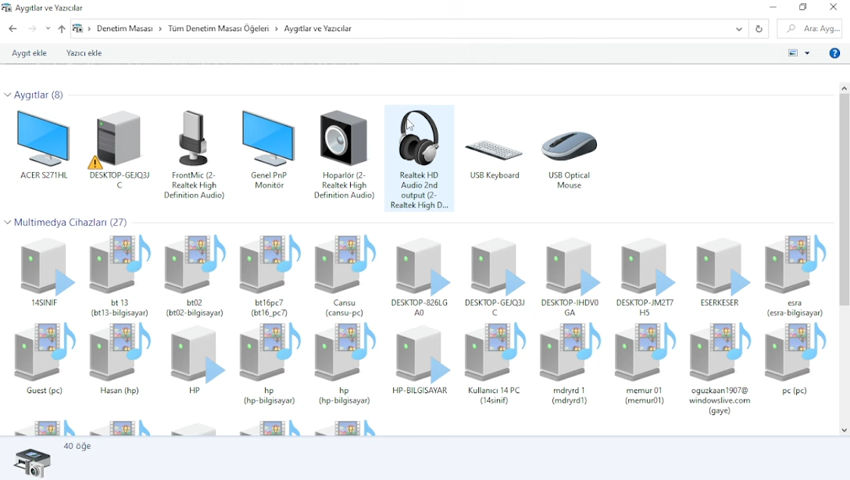 Aygıtlar ve Yazıcılar
Denetim Masası > Tüm Denetim Masası Öğeleri > Aygıtlar ve Yazıcılar
Ara: Ayg...
Aygıt ekle
Yazıcı ekle
Aygıtlar (8)
ACER S271HL
DESKTOP-GEJQ3J
C
FrontMic (2-
Realtek High
Definition Audio)
Genel PnP
Monitör
Hoparlör (2-
Realtek High
Definition Audio)
Realtek HD
Audio 2nd
output (2-
Realtek High D...
USB Keyboard
USB Optical
Mouse
Multimedya Cihazları (27)
14SINIF
bt 13
(bt13-bilgisayar)
bt02
(bt02-bilgisayar)
bt16pc7
(bt16_pc7)
Cansu
(cansu-pc)
DESKTOP-826LG
A0
DESKTOP-GEJQ3J
C
DESKTOP-IHDV0
GA
DESKTOP-JM2T7
H5
ESERKESER
esra
(esra-bilgisayar)
Guest (pc)
Hasan (hp)
HP
hp
(hp-bilgisayar)
hp
(hp-bilgisayar)
HP-BILGISAYAR
Kullanıcı 14 PC
(14sinif)
mdryrd 1
(mdryrd1)
memur 01
(memur01)
oguzkaan1907@
windowslive.com
(gaye)
pc (pc)
40 öğe